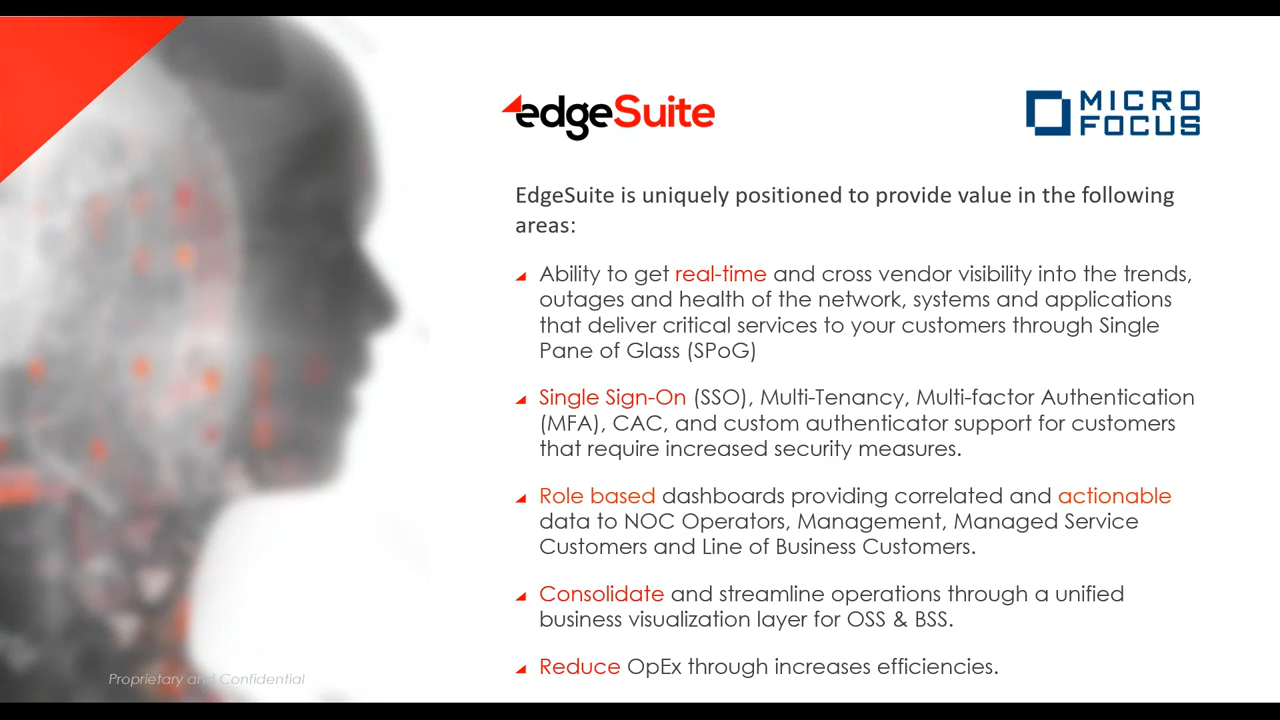 edgeSuite
MICRO
FOCUS
EdgeSuite is uniquely positioned to provide value in the following
areas:
Ability to get real-time and cross vendor visibility into the trends,
outages and health of the network, systems and applications
that deliver critical services to your customers through Single
Pane of Glass (SPoG)
Single Sign-On (SSO), Multi-Tenancy, Multi-factor Authentication
(MFA), CAC, and custom authenticator support for customers
that require increased security measures.
Role based dashboards providing correlated and actionable
data to NOC Operators, Management, Managed Service
Customers and Line of Business Customers.
Consolidate and streamline operations through a unified
business visualization layer for OSS & BSS.
Reduce OpEx through increases efficiencies.
Proprietary and Confidential